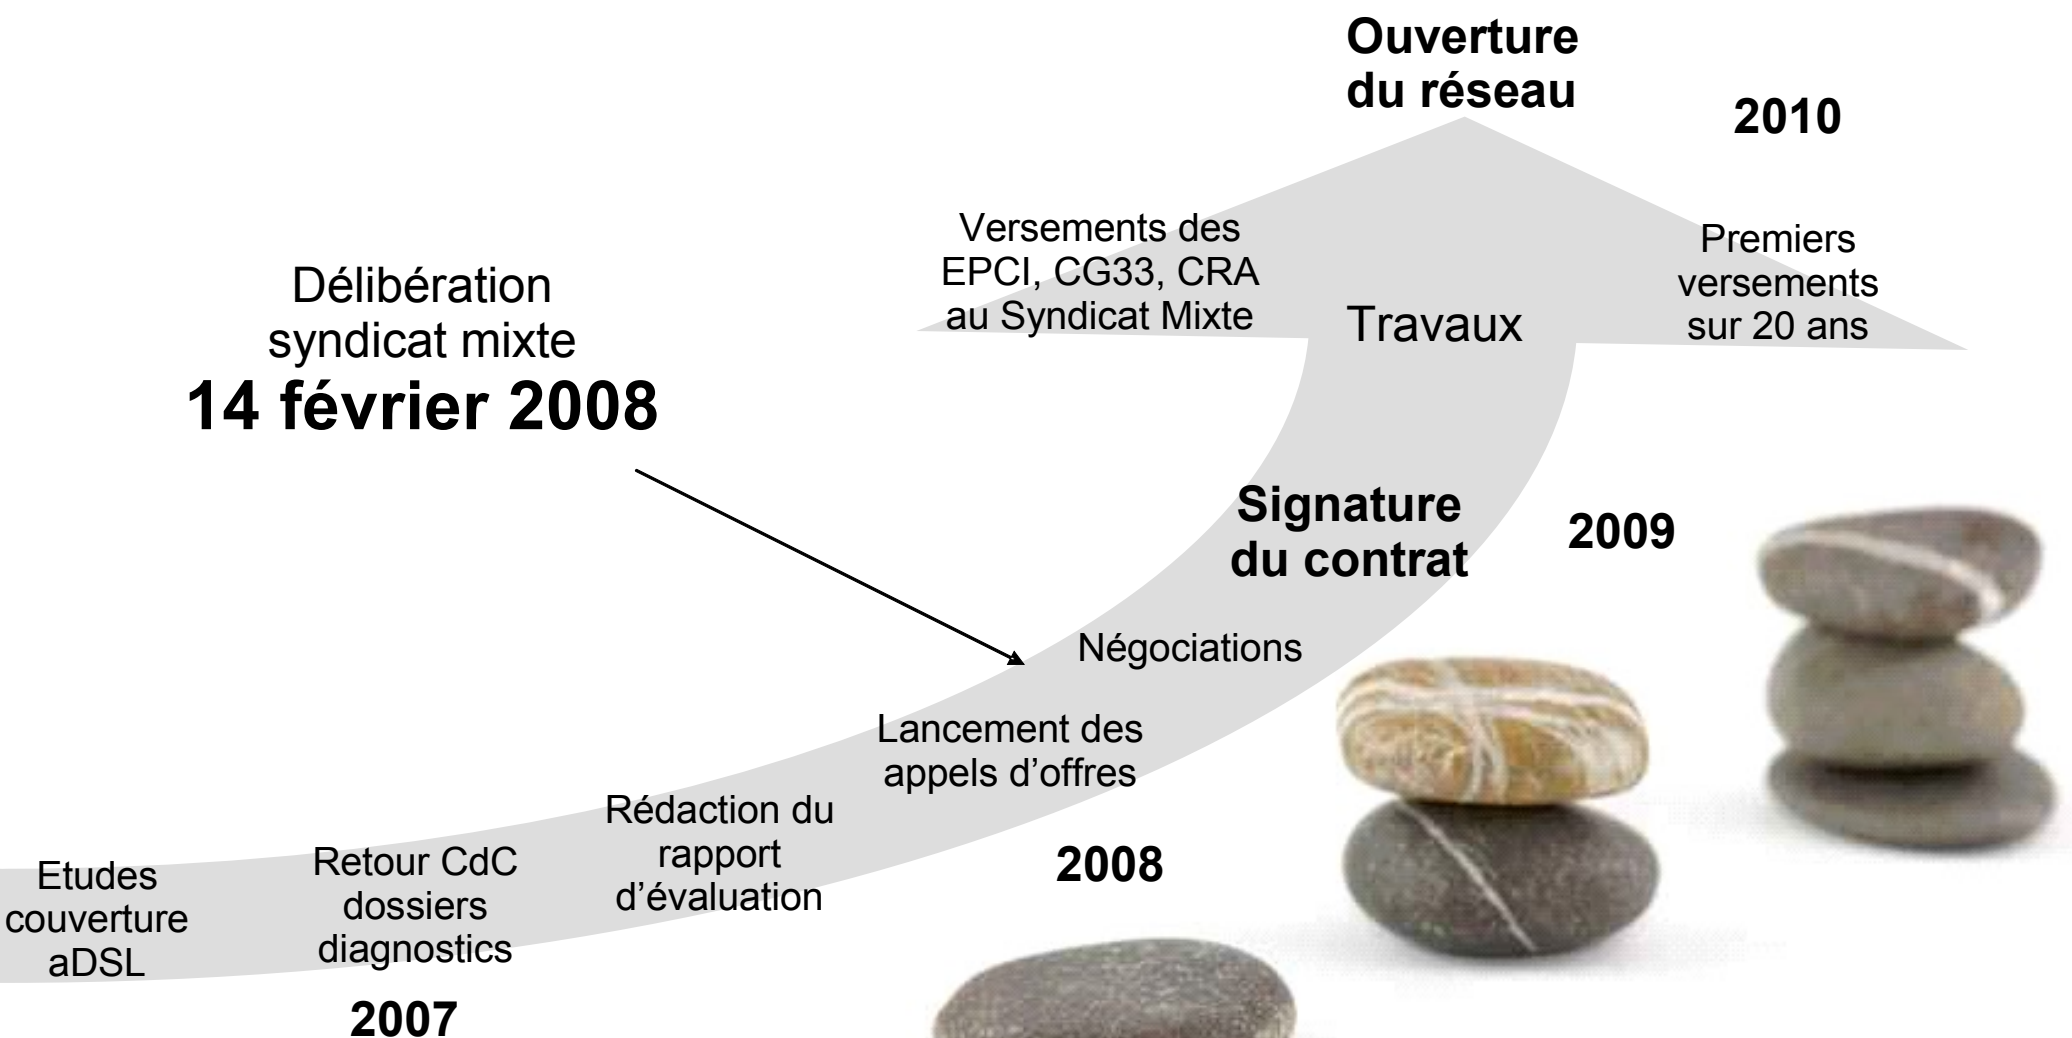 Ouverture
du réseau
2010
Versements des
EPCI, CG33, CRA
au Syndicat Mixte
Travaux
Premiers
versements
sur 20 ans
Délibération
syndicat mixte
14 février 2008
Signature
du contrat
2009
Négociations
Lancement des
appels d’offres
2008
Rédaction du
rapport
d’évaluation
Retour CdC
dossiers
diagnostics
2007
Etudes
couverture
aDSL